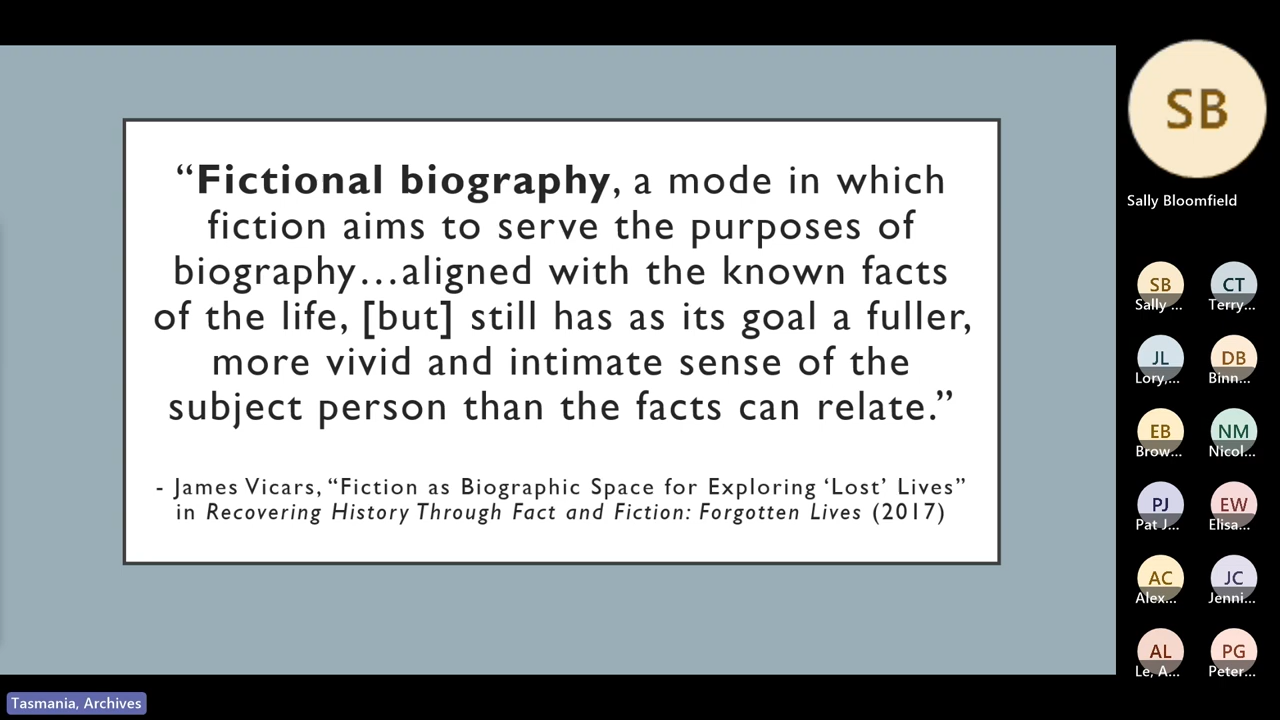 “Fictional biography, a mode in which
fiction aims to serve the purposes of
biography…aligned with the known facts
of the life, [but] still has as its goal a fuller,
more vivid and intimate sense of the
subject person than the facts can relate.”
- James Vicars, “Fiction as Biographic Space for Exploring ‘Lost’ Lives”
in Recovering History Through Fact and Fiction: Forgotten Lives (2017)
SB
Sally Bloomfield
SB CT
Sally ... Terry...
JL DB
Lory,... Binn...
EB NM
Brow... Nicol...
PJ EW
Pat J... Elisa...
AC JC
Alex... Jenni...
AL PG
Le, A... Peter...
Tasmania, Archives